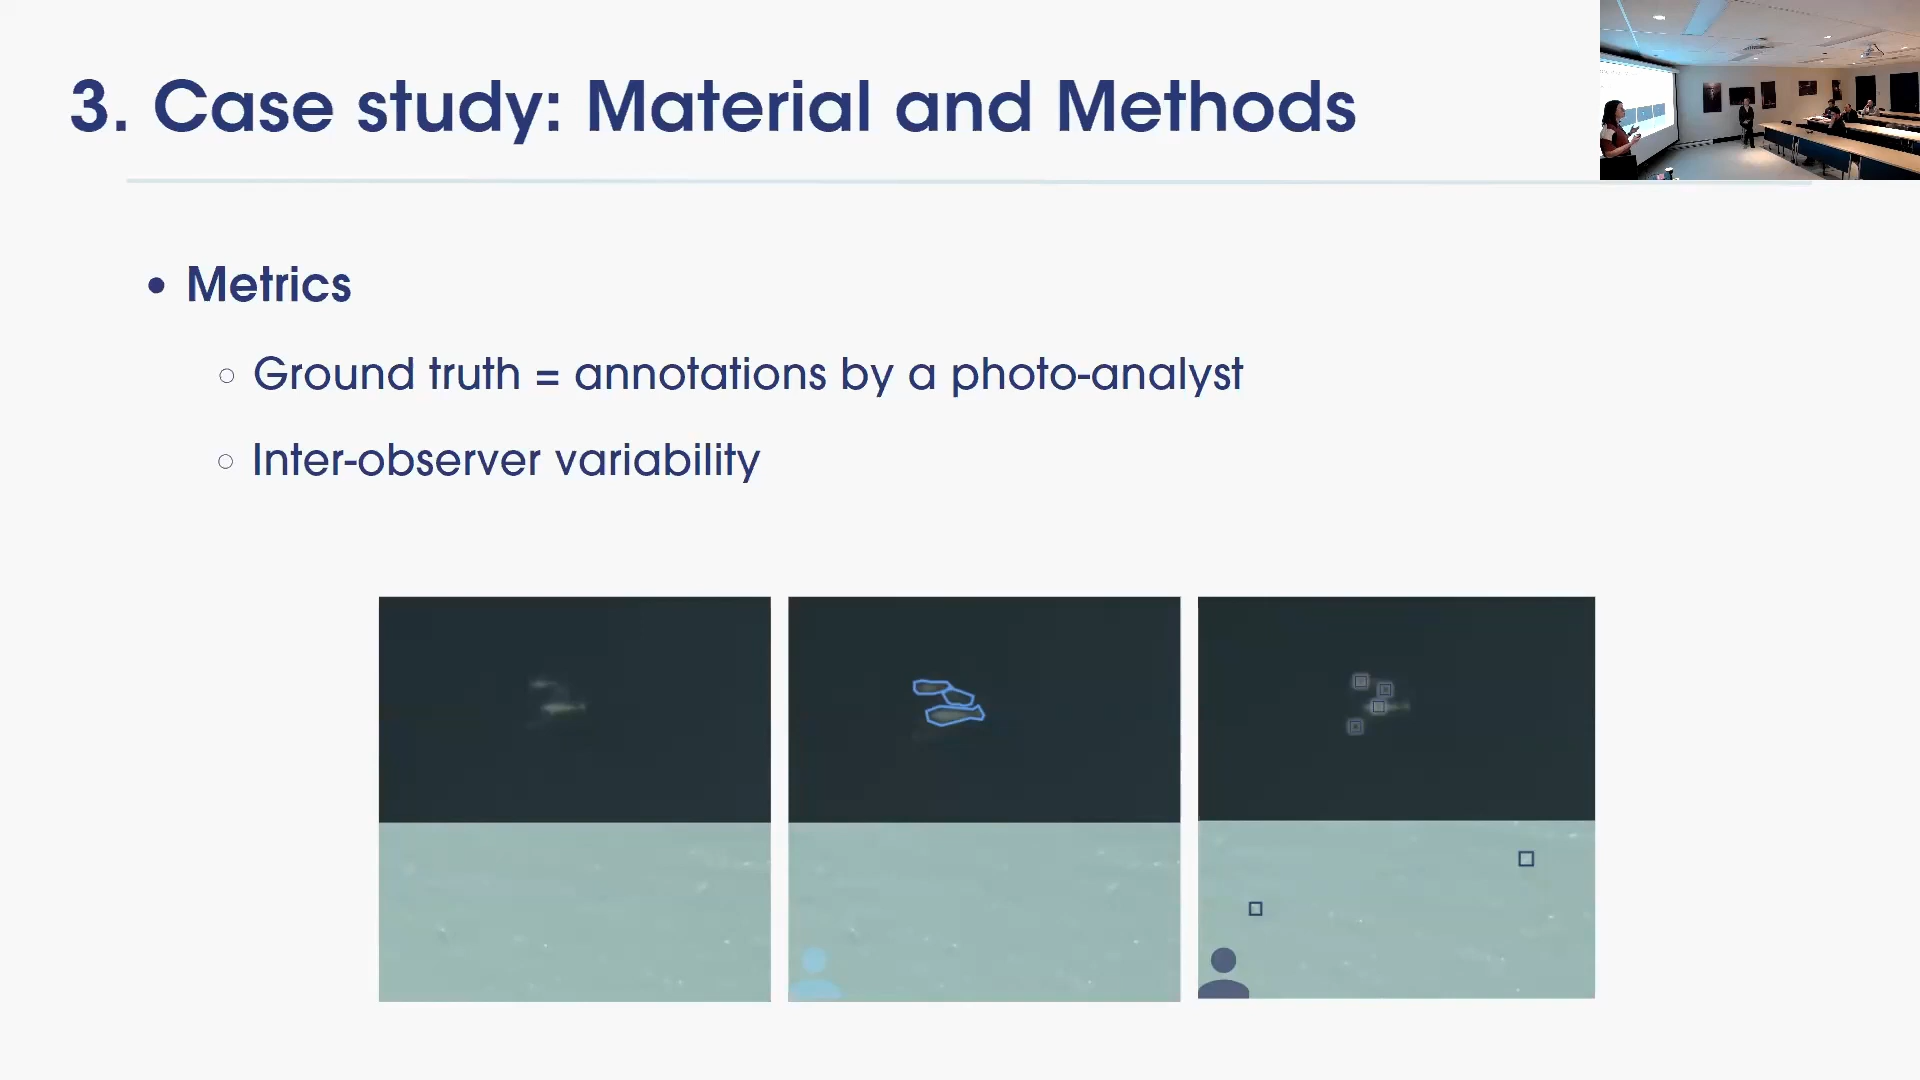 3. Case study: Material and Methods
• Metrics
○ Ground truth = annotations by a photo-analyst
○ Inter-observer variability